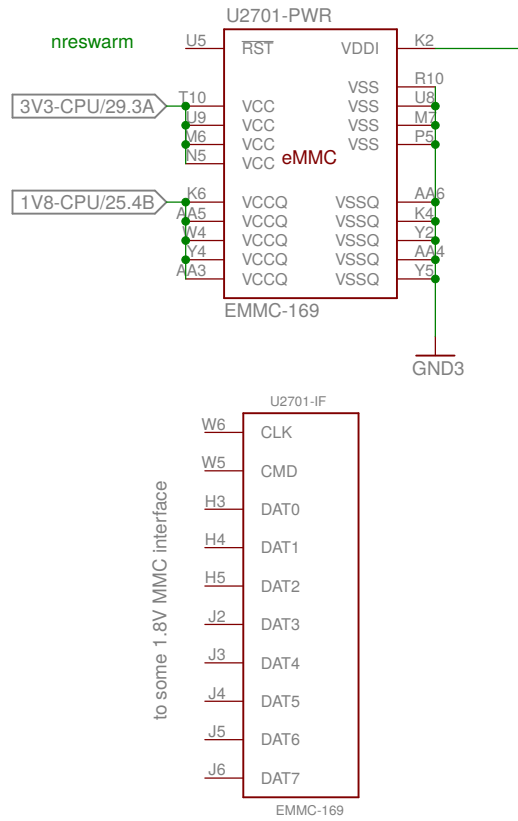 U2701-PWR
nreswarm
U5 RST VDDI K2
VSS R10
3V3-CPU/29.3A T10 VCC VSS U8
U9 VCC VSS M7
M6 VCC VSS P5
N5 VCC eMMC
1V8-CPU/25.4B K6 VCCQ VSSQ AA6
AA5 VCCQ VSSQ K4
W4 VCCQ VSSQ Y2
Y4 VCCQ VSSQ AA4
AA3 VCCQ VSSQ Y5
EMMC-169
GND3
U2701-IF
W6 CLK
W5 CMD
H3 DAT0
H4 DAT1
H5 DAT2
J2 DAT3
J3 DAT4
J4 DAT5
J5 DAT6
J6 DAT7
to some 1.8V MMC interface
EMMC-169